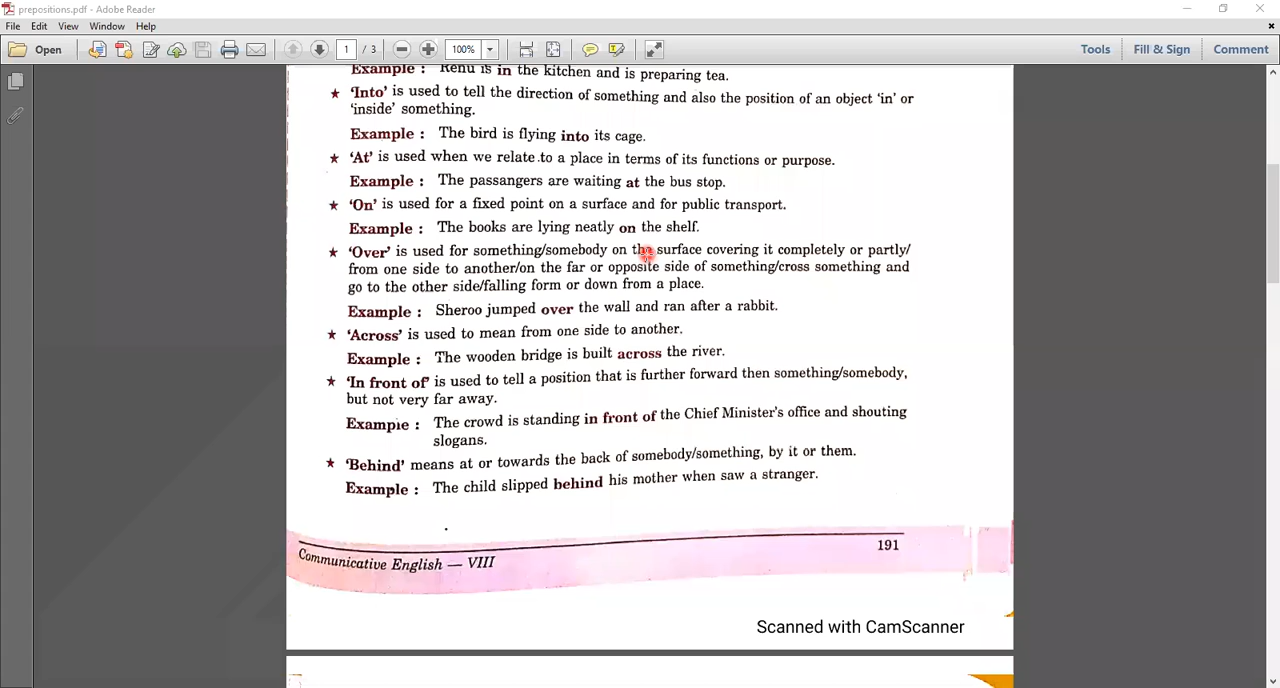 prepositions.pdf - Adobe Reader
File Edit View Window Help
Open 1 / 3 100% Tools Fill & Sign Comment
Example : Renu is in the kitchen and is preparing tea.
★ 'Into' is used to tell the direction of something and also the position of an object 'in' or
'inside' something.
Example : The bird is flying into its cage.
★ 'At' is used when we relate to a place in terms of its functions or purpose.
Example : The passangers are waiting at the bus stop.
★ 'On' is used for a fixed point on a surface and for public transport.
Example : The books are lying neatly on the shelf.
★ 'Over' is used for something/somebody on the surface covering it completely or partly/
from one side to another/on the far or opposite side of something/cross something and
go to the other side/falling form or down from a place.
Example : Sheroo jumped over the wall and ran after a rabbit.
★ 'Across' is used to mean from one side to another.
Example : The wooden bridge is built across the river.
★ 'In front of' is used to tell a position that is further forward then something/somebody,
but not very far away.
Example : The crowd is standing in front of the Chief Minister's office and shouting
slogans.
★ 'Behind' means at or towards the back of somebody/something, by it or them.
Example : The child slipped behind his mother when saw a stranger.
191
Communicative English — VIII
Scanned with CamScanner